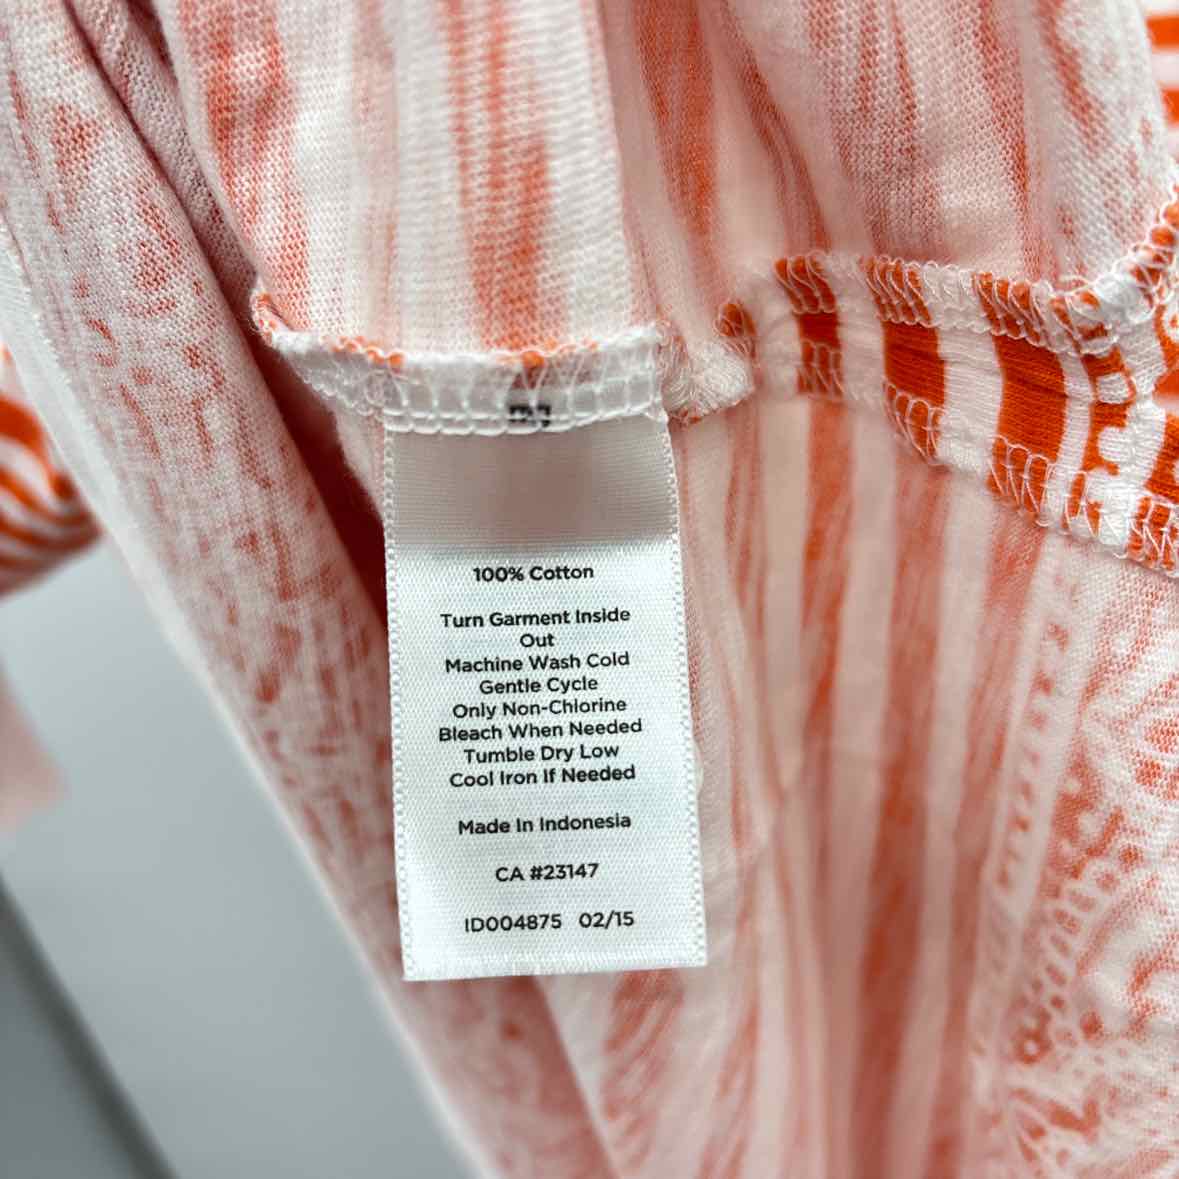 100% Cotton
Turn Garment Inside
Out
Machine Wash Cold
Gentle Cycle
Only Non-Chlorine
Bleach When Needed
Tumble Dry Low
Cool Iron If Needed
Made In Indonesia
CA #23147
ID004875 02/15